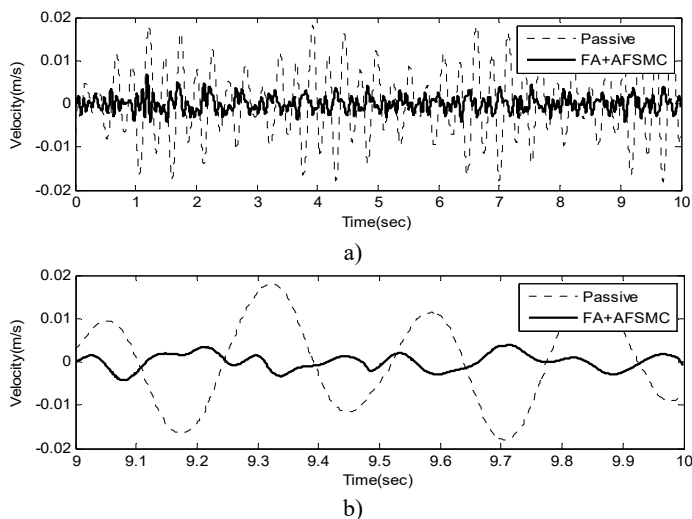 0.02
0.01
0
-0.01
-0.02
Velocity(m/s)
Passive
FA+AFSMC
0 1 2 3 4 5 6 7 8 9 10
Time(sec)
a)
0.02
0.01
0
-0.01
-0.02
Velocity(m/s)
Passive
FA+AFSMC
9 9.1 9.2 9.3 9.4 9.5 9.6 9.7 9.8 9.9 10
Time(sec)
b)